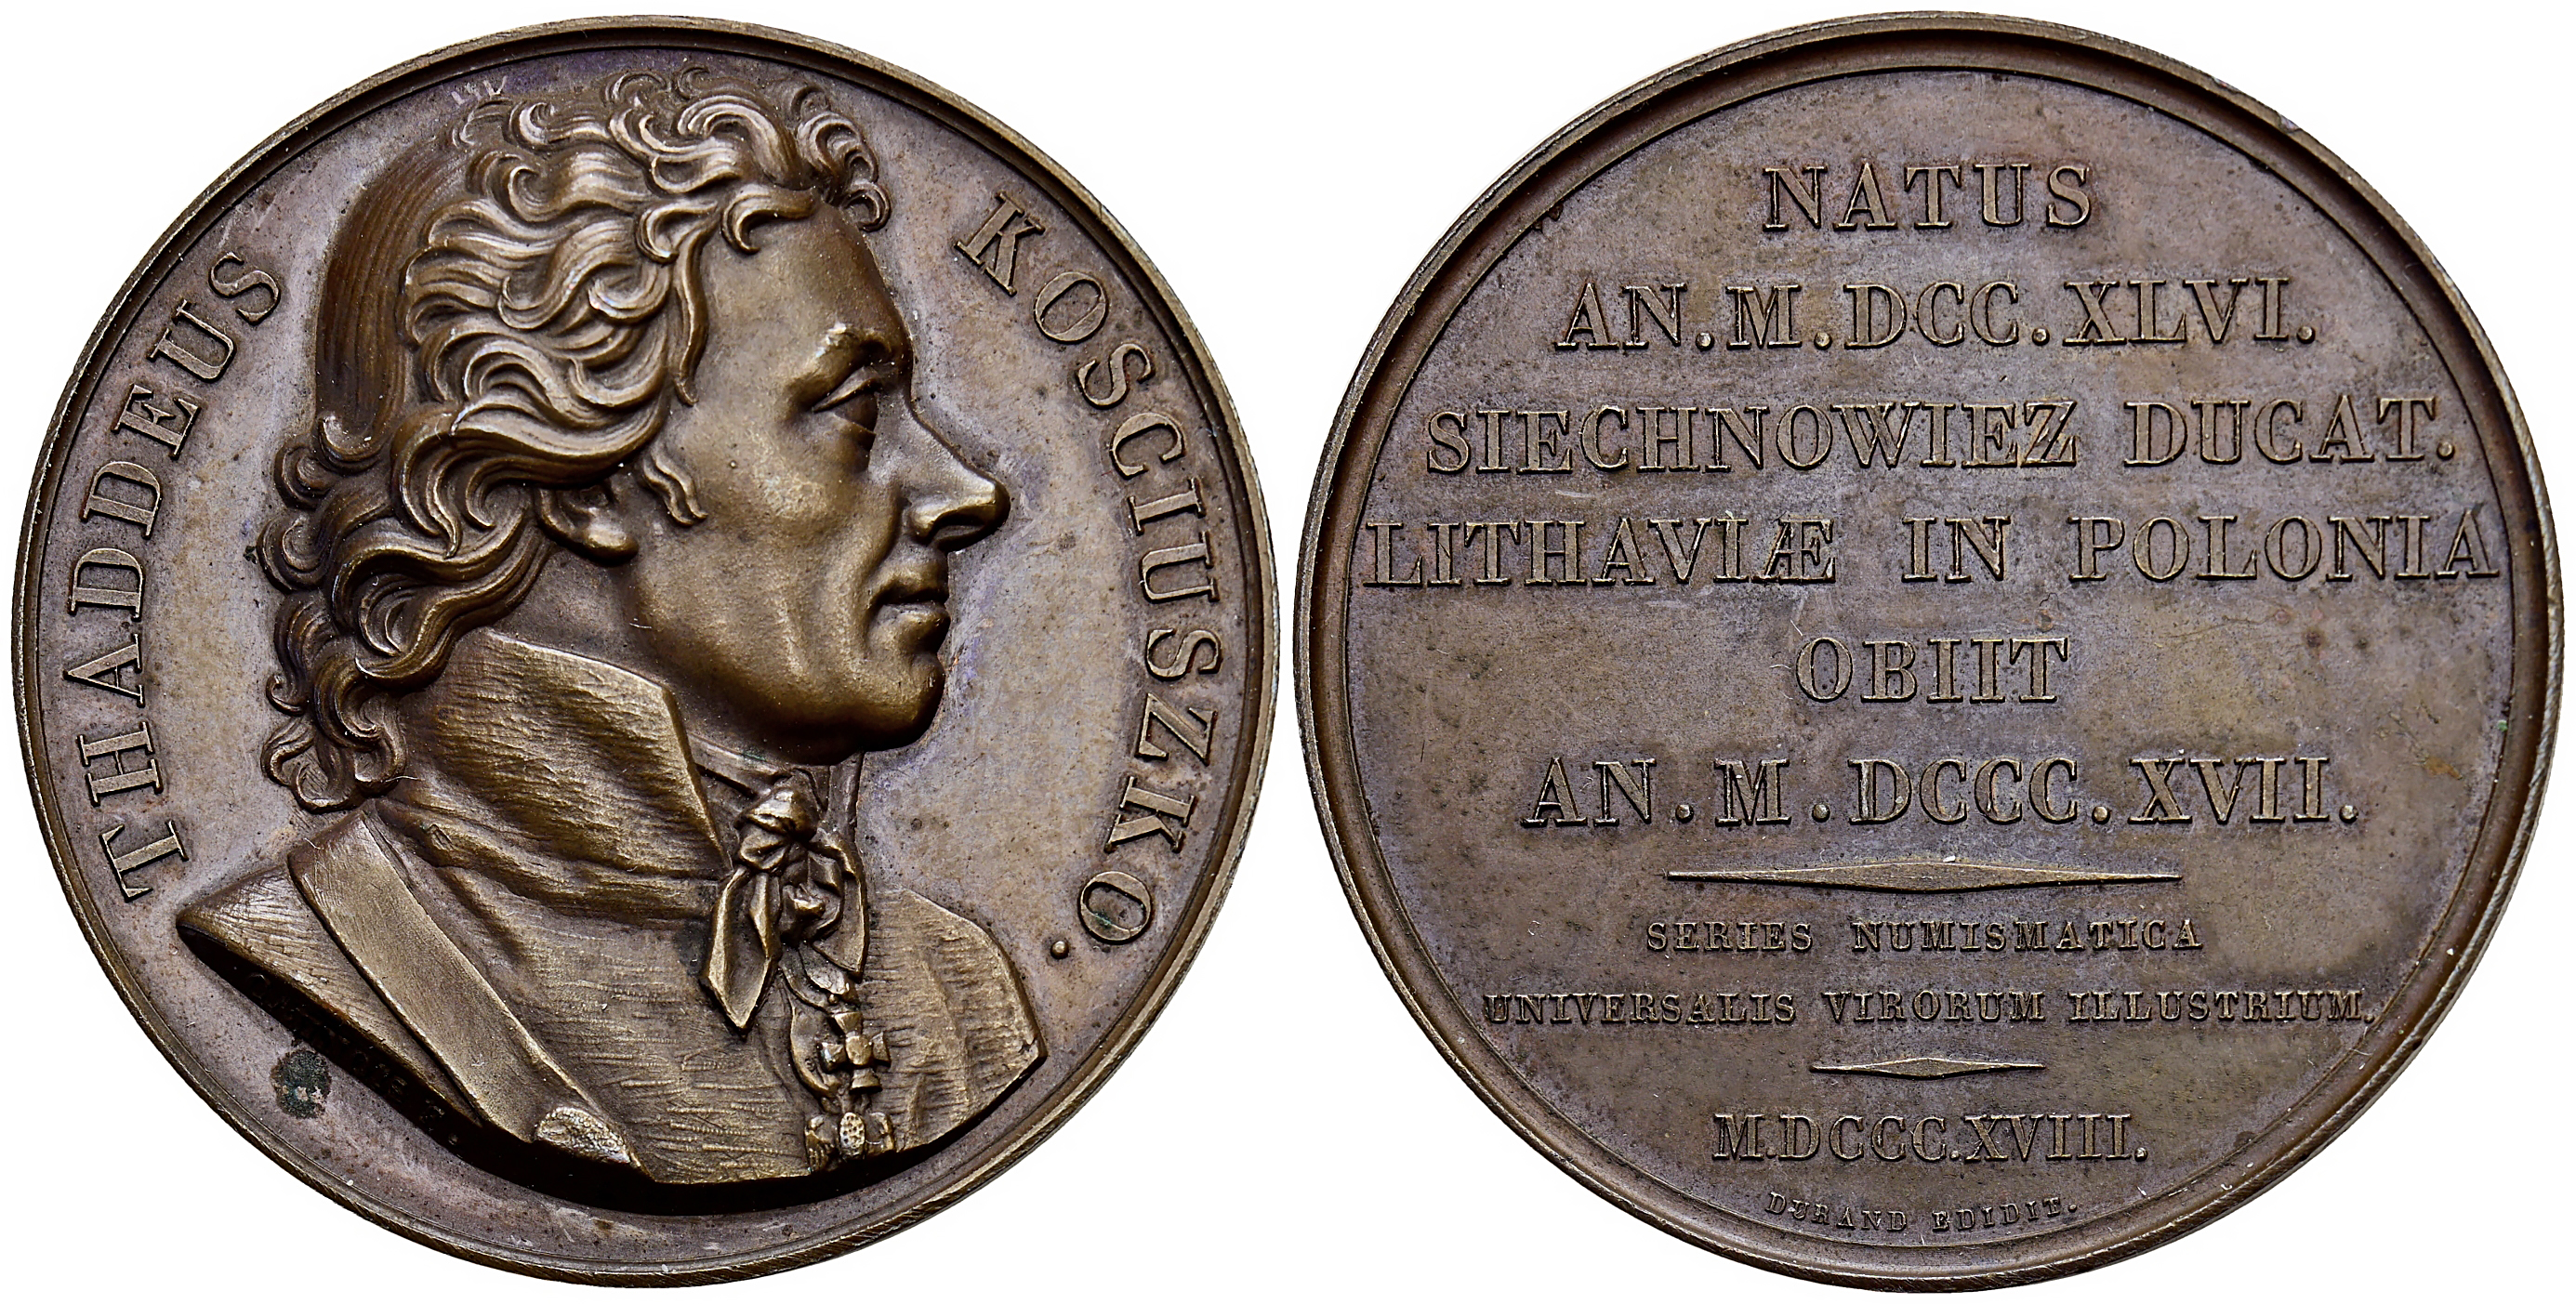 THADDEUS KOSCIUSZKO.
NATUS
AN. M. DCC. XLVI.
SIECHNOWIEZ DUCAT.
LITHAVIÆ IN POLONIA
OBIIT
AN. M. DCCC. XVII.
SERIES NUMISMATICA
UNIVERSALIS VIRORUM ILLUSTRIUM.
M.DCCC.XVIII.
DURAND EDIDIT.